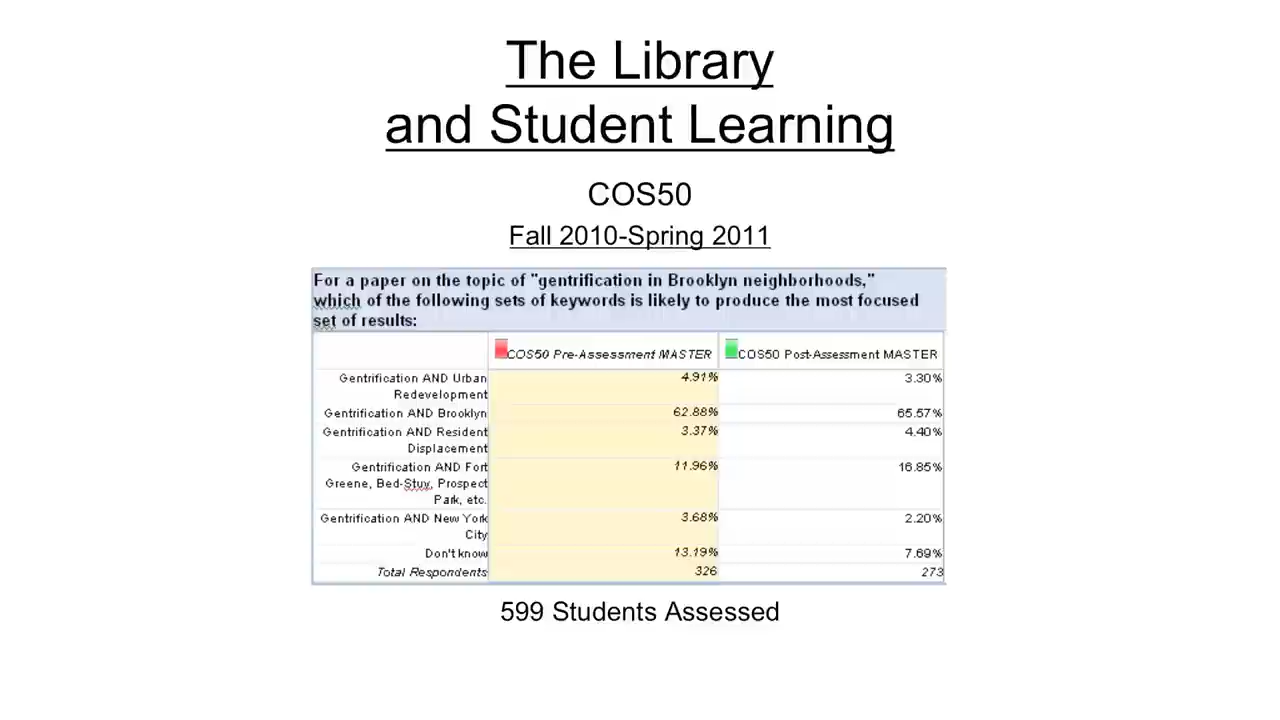 The Library
and Student Learning
COS50
Fall 2010-Spring 2011
For a paper on the topic of "gentrification in Brooklyn neighborhoods,"
which of the following sets of keywords is likely to produce the most focused
set of results:
COS50 Pre-Assessment MASTER COS50 Post-Assessment MASTER
Gentrification AND Urban 4.91% 3.30%
Redevelopment
Gentrification AND Brooklyn 62.88% 65.57%
Gentrification AND Resident 3.37% 4.40%
Displacement
Gentrification AND Fort 11.96% 16.85%
Greene, Bed-Stuy, Prospect
Park, etc.
Gentrification AND New York 3.68% 2.20%
City
Don't know 13.19% 7.69%
Total Respondents 326 273
599 Students Assessed